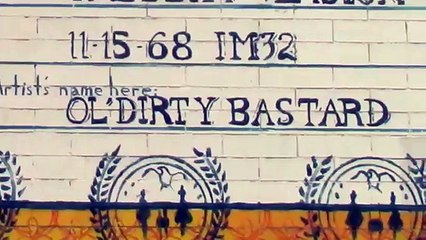 11-15-68 IM32
Artist's name here:
OL' DIRTY BASTARD